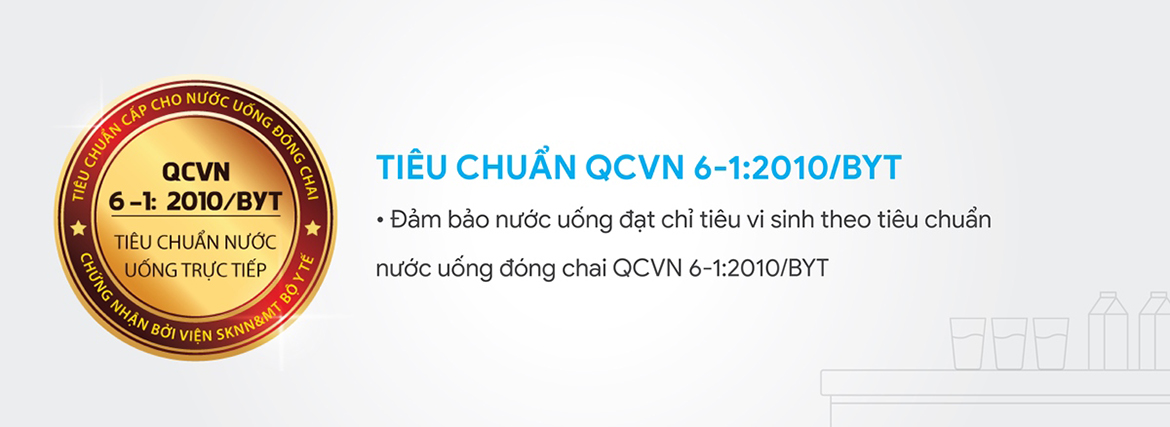 TIÊU CHUẨN CẤP CHO NƯỚC UỐNG ĐÓNG CHAI
QCVN
6-1: 2010/BYT
TIÊU CHUẨN NƯỚC
UỐNG TRỰC TIẾP
CHỨNG NHẬN BỞI VIỆN SKNN&MT BỘ Y TẾ
TIÊU CHUẨN QCVN 6-1:2010/BYT
• Đảm bảo nước uống đạt chỉ tiêu vi sinh theo tiêu chuẩn
nước uống đóng chai QCVN 6-1:2010/BYT